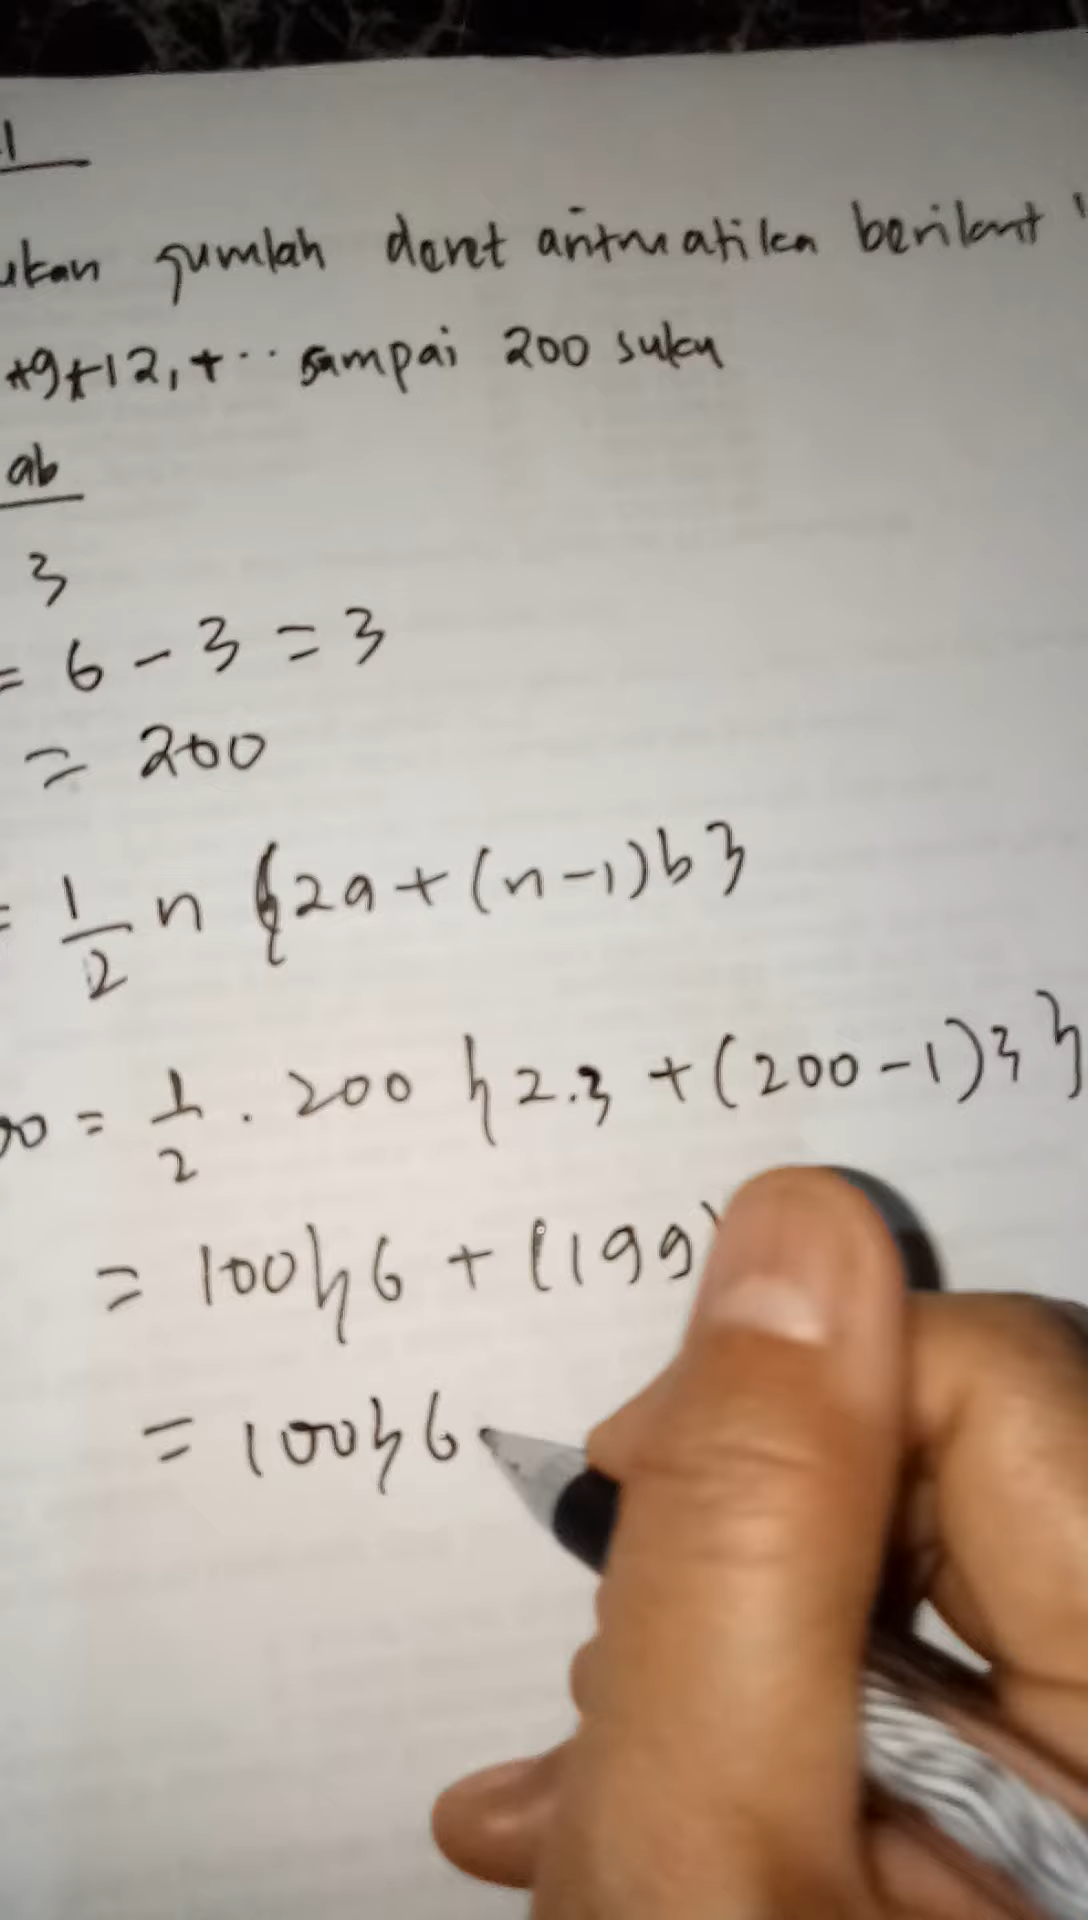 1
ukan jumlah deret aritmatika berikut
+9+12,+... sampai 200 suku
ab
3
= 6 - 3 = 3
= 200
= 1/2 n {2a+(n-1)b}
00 = 1/2 . 200 {2.3 +(200-1)3}
= 100{6 + (199)
= 100{6